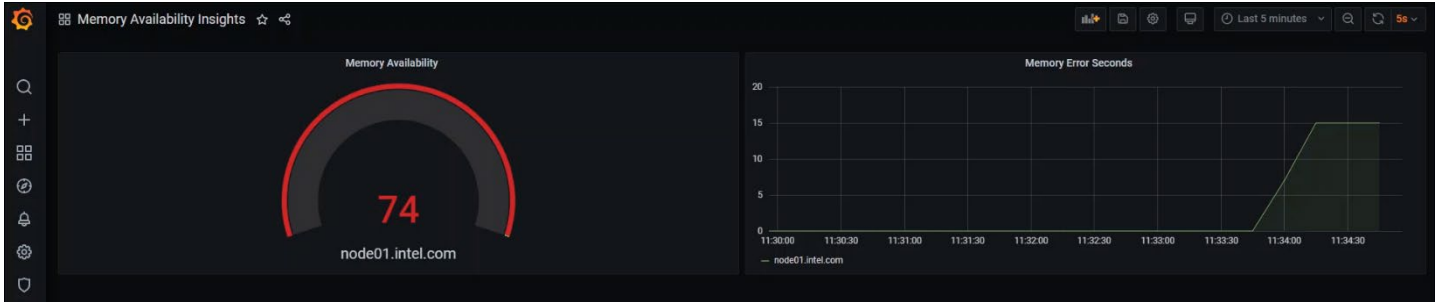 Memory Availability Insights
Last 5 minutes
5s
Memory Availability
74
node01.intel.com
Memory Error Seconds
20
15
10
5
0
11:30:00 11:30:30 11:31:00 11:31:30 11:32:00 11:32:30 11:33:00 11:33:30 11:34:00 11:34:30
node01.intel.com